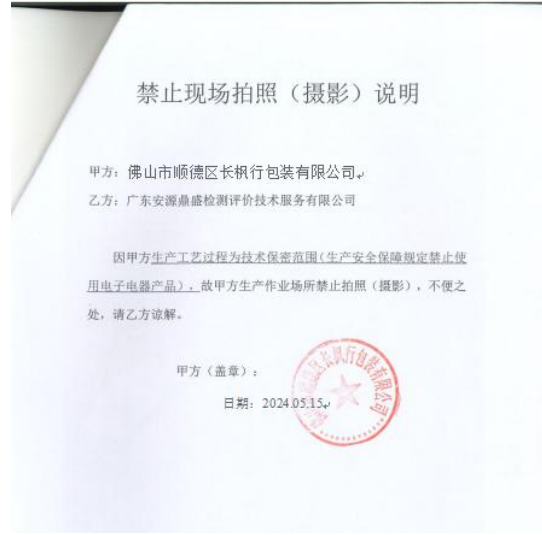 禁止现场拍照（摄影）说明
甲方：佛山市顺德区长枫行包装有限公司
乙方：广东安源鼎盛检测评价技术服务有限公司
因甲方生产工艺过程为技术保密范围（生产安全保障规定禁止使
用电子电器产品），故甲方生产作业场所禁止拍照（摄影），不便之
处，请乙方谅解。
甲方（盖章）：
日期：2024.05.15